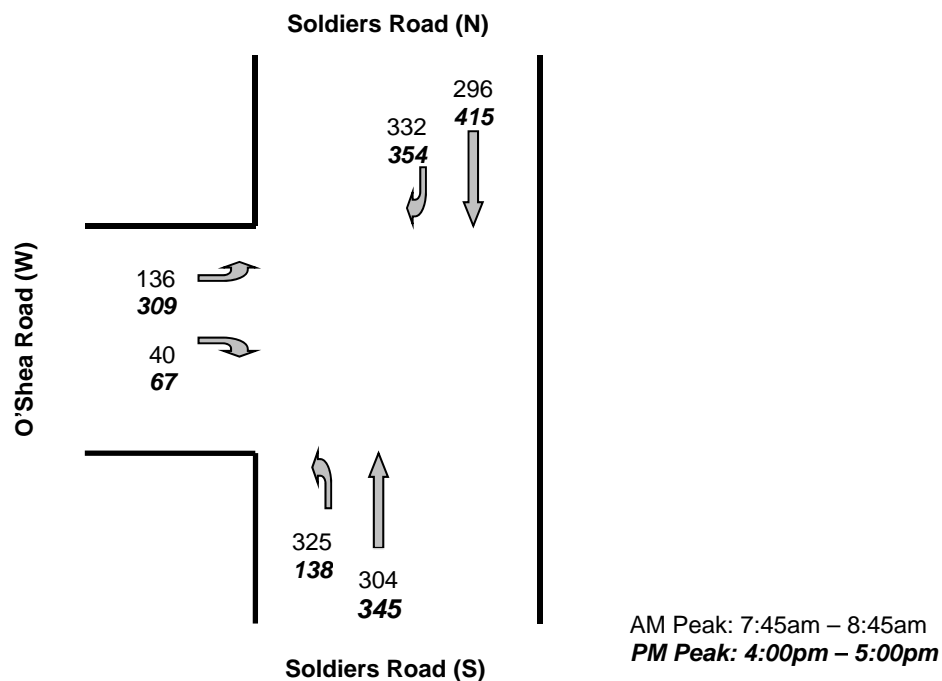 Soldiers Road (N)
296
415
332
354
O'Shea Road (W)
136
309
40
67
325
138
304
345
AM Peak: 7:45am – 8:45am
PM Peak: 4:00pm – 5:00pm
Soldiers Road (S)